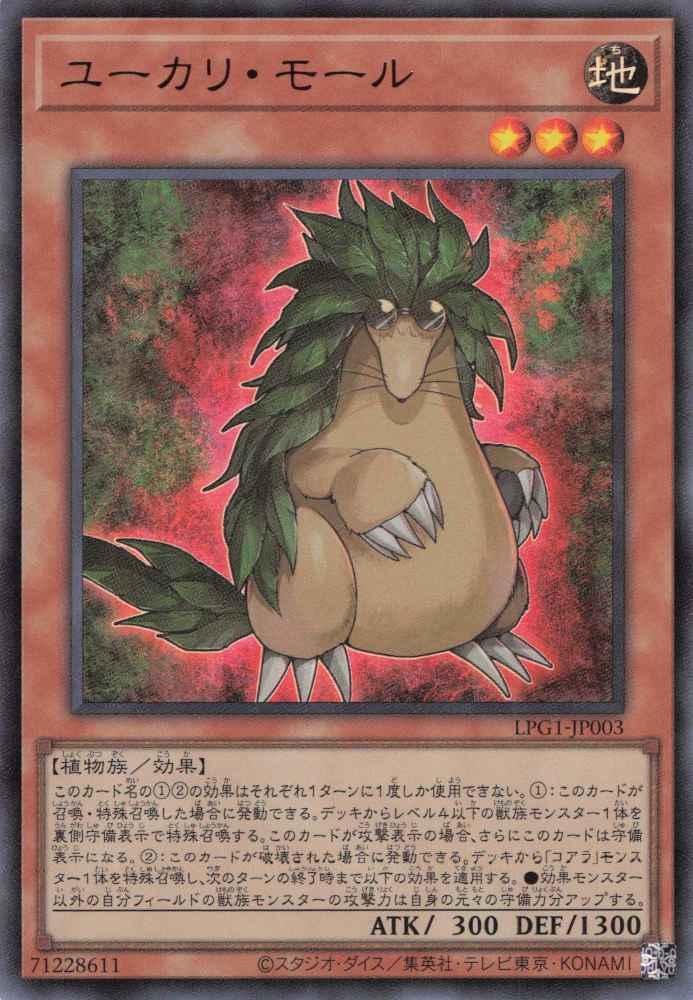 ユーカリ・モール
地
LPG1-JP003
【植物族/効果】
このカード名の①②の効果はそれぞれ1ターンに1度しか使用できない。①:このカードが
召喚・特殊召喚した場合に発動できる。デッキからレベル4以下の獣族モンスター1体を
裏側守備表示で特殊召喚する。このカードが攻撃表示の場合、さらにこのカードは守備
表示になる。②:このカードが破壊された場合に発動できる。デッキから「コアラ」モンス
ター1体を特殊召喚し、次のターンの終了時まで以下の効果を適用する。●効果モンスター
以外の自分フィールドの獣族モンスターの攻撃力は自身の元々の守備力分アップする。
ATK/ 300 DEF/1300
71228611 ©スタジオ・ダイス/集英社・テレビ東京・KONAMI